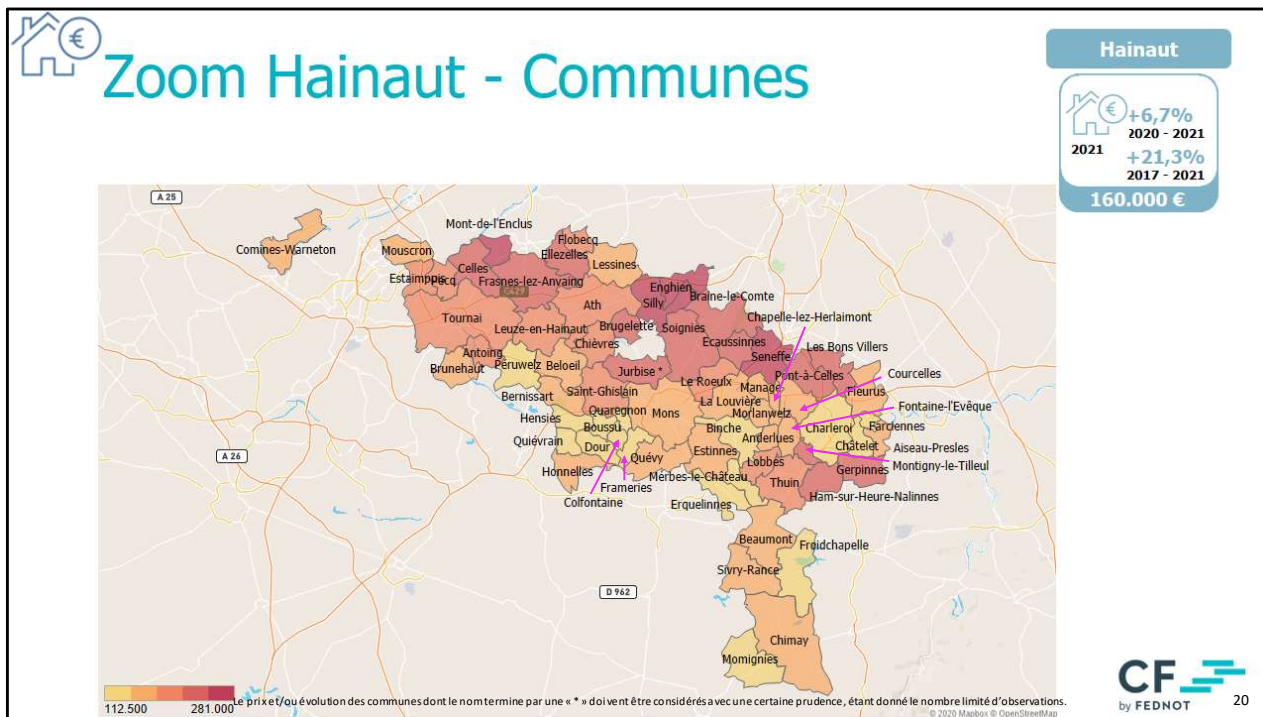 Zoom Hainaut - Communes
Hainaut
€
+6,7%
2020 - 2021
2021
+21,3%
2017 - 2021
160.000 €
A 25
Mont-de-l'Enclus
Comines-Warneton
Mouscron
Flobecq
Ellezelles
Lessines
Celles
Estaimpuis
Pecq
Frasnes-lez-Anvaing
Enghien
Silly
Braine-le-Comte
Ath
Chapelle-lez-Herlaimont
Tournai
Leuze-en-Hainaut
Brugelette
Soignies
Chièvres
Ecaussinnes
Les Bons Villers
Seneffe
Antoing
Brunehaut
Péruwelz
Beloeil
Jurbise *
Le Roeulx
Manage
Pont-à-Celles
Courcelles
Fleurus
Bernissart
Saint-Ghislain
La Louvière
Fontaine-l'Evêque
Quaregnon
Mons
Morlanwelz
Hensies
Boussu
Binche
Charleroi
Farciennes
Quiévrain
Dour
Anderlues
Châtelet
Aiseau-Presles
Quévy
Estinnes
Lobbes
Montigny-le-Tilleul
Gerpinnes
Honnelles
Merbes-le-Château
Thuin
Frameries
Ham-sur-Heure-Nalinnes
Colfontaine
Erquelinnes
A 26
Beaumont
Froidchapelle
Sivry-Rance
D 962
Chimay
Momignies
112.500
281.000
Le prix et/ou évolution des communes dont le nom termine par une « * » doivent être considérés avec une certaine prudence, étant donné le nombre limité d'observations.
© 2020 Mapbox © OpenStreetMap
CF
by FEDNOT
20